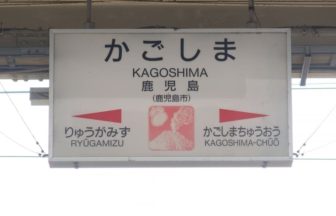 かごしま
KAGOSHIMA
鹿児島
(鹿児島市)
りゅうがみず
RYŪGAMIZU
かごしまちゅうおう
KAGOSHIMA-CHŪŌ